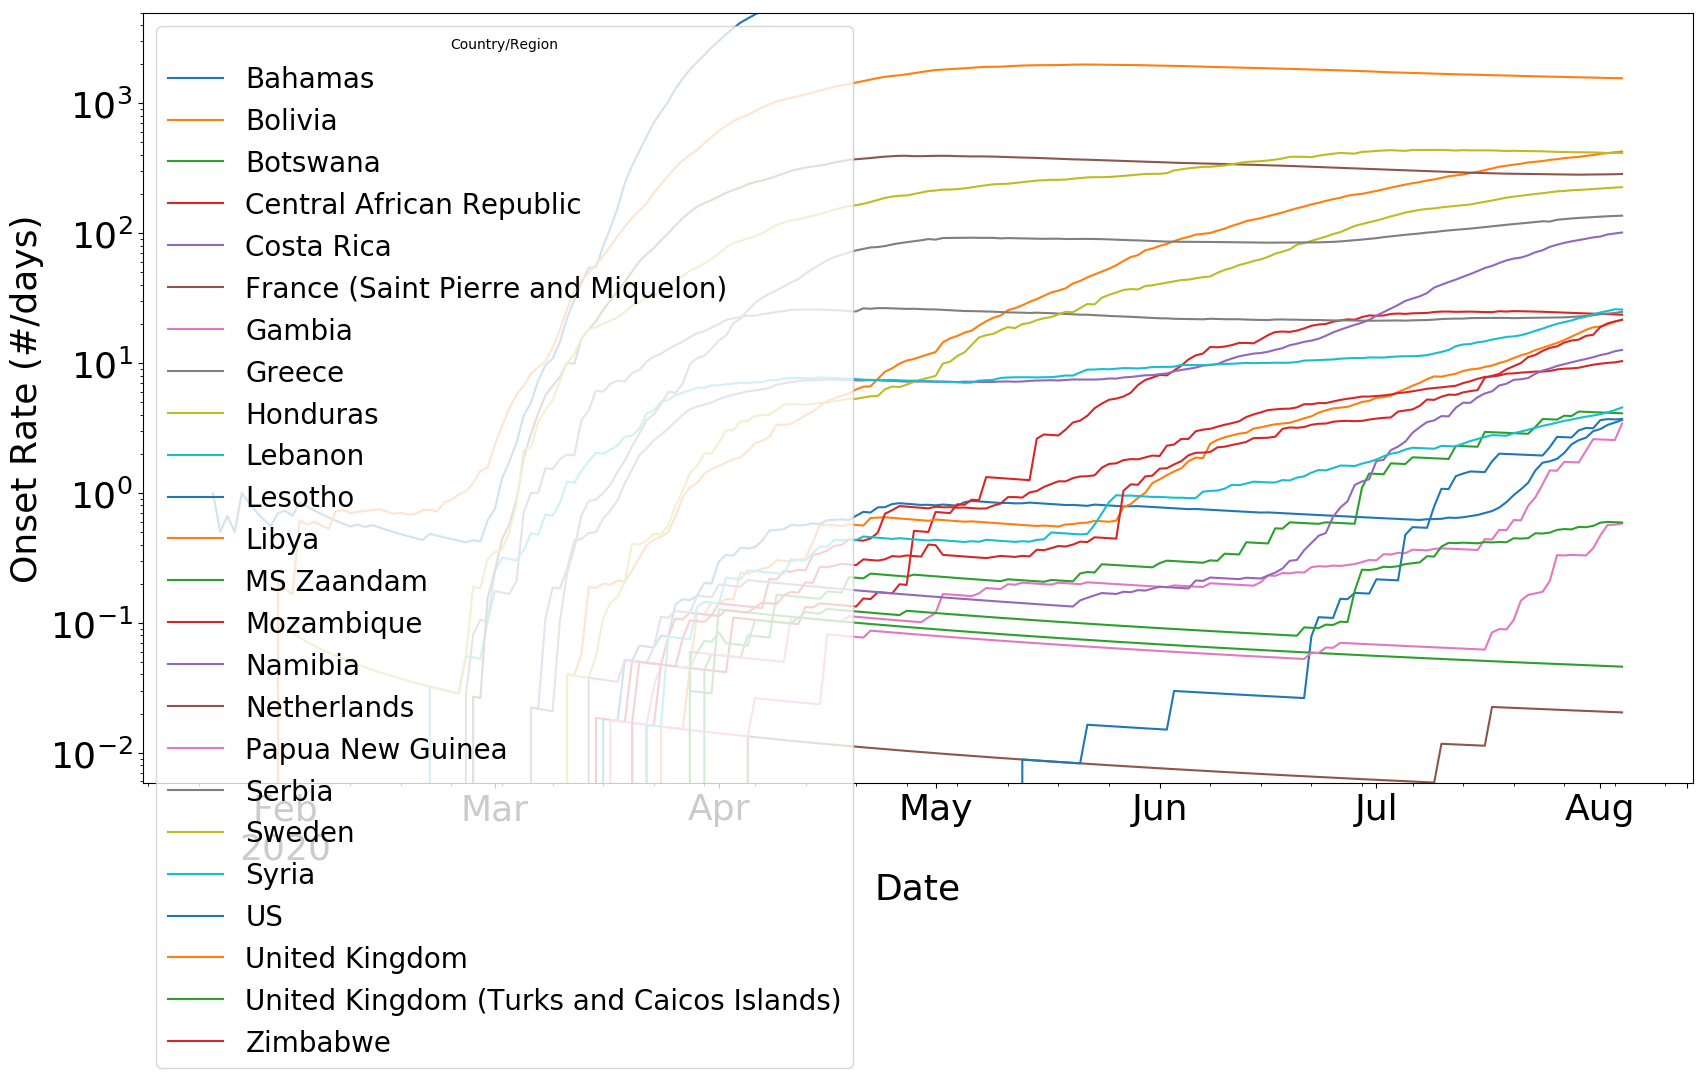 Country/Region
Bahamas
Bolivia
Botswana
Central African Republic
Costa Rica
France (Saint Pierre and Miquelon)
Gambia
Greece
Honduras
Lebanon
Lesotho
Libya
MS Zaandam
Mozambique
Namibia
Netherlands
Papua New Guinea
Serbia
Sweden
Syria
US
United Kingdom
United Kingdom (Turks and Caicos Islands)
Zimbabwe
Onset Rate (#/days)
10³
10²
10¹
10⁰
10⁻¹
10⁻²
Feb Mar Apr May Jun Jul Aug
2020
Date